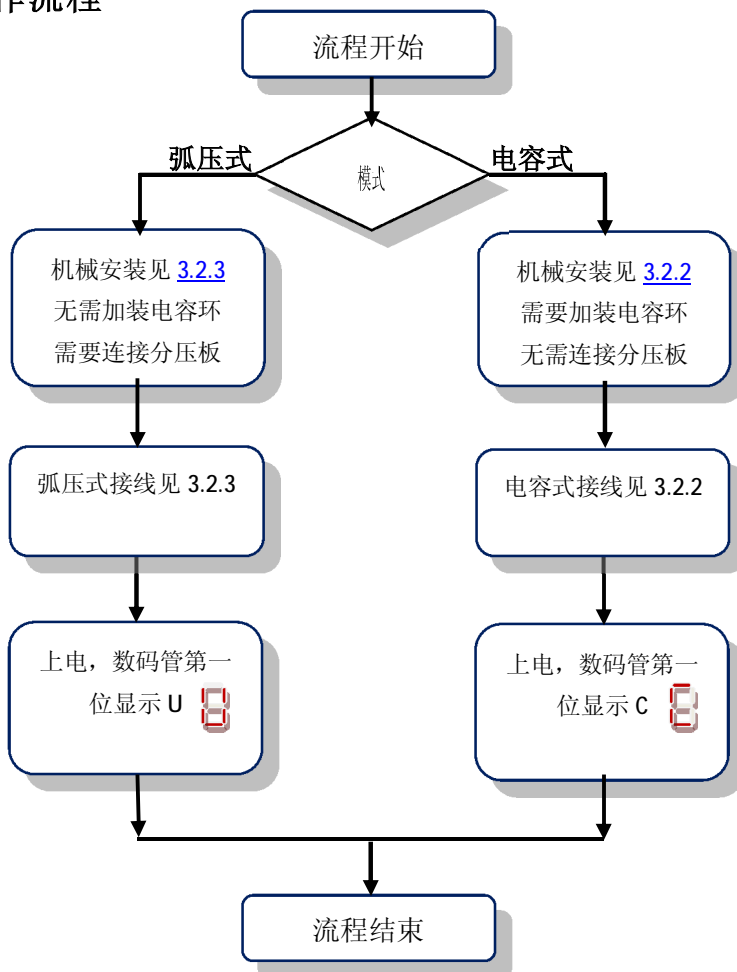 作流程
流程开始
模式
弧压式
电容式
机械安装见 3.2.3
无需加装电容环
需要连接分压板
机械安装见 3.2.2
需要加装电容环
无需连接分压板
弧压式接线见 3.2.3
电容式接线见 3.2.2
上电，数码管第一
位显示 U
上电，数码管第一
位显示 C
流程结束